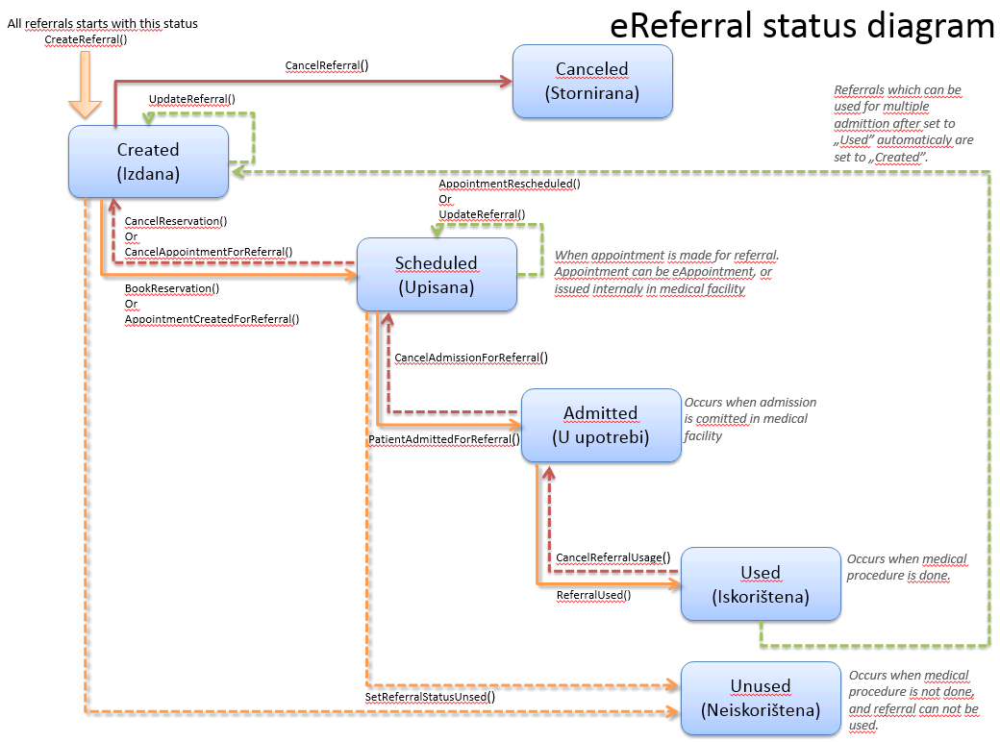 All referrals starts with this status
CreateReferral()
eReferral status diagram
CancelReferral()
Canceled
(Stornirana)
UpdateReferral()
Referrals which can be
used for multiple
admittion after set to
„Used” automaticaly are
set to „Created”.
Created
(Izdana)
AppointmentRescheduled()
Or
UpdateReferral()
CancelReservation()
Or
CancelAppointmentForReferral()
Scheduled
(Upisana)
When appointment is made for referral.
Appointment can be eAppointment, or
issued internaly in medical facility
BookReservation()
Or
AppointmentCreatedForReferral()
CancelAdmissionForReferral()
Admitted
(U upotrebi)
Occurs when admission
is comitted in medical
facility
PatientAdmittedForReferral()
CancelReferralUsage()
Used
(Iskorištena)
Occurs when medical
procedure is done.
ReferralUsed()
SetReferralStatusUnsed()
Unused
(Neiskorištena)
Occurs when medical
procedure is not done,
and referral can not be
used.